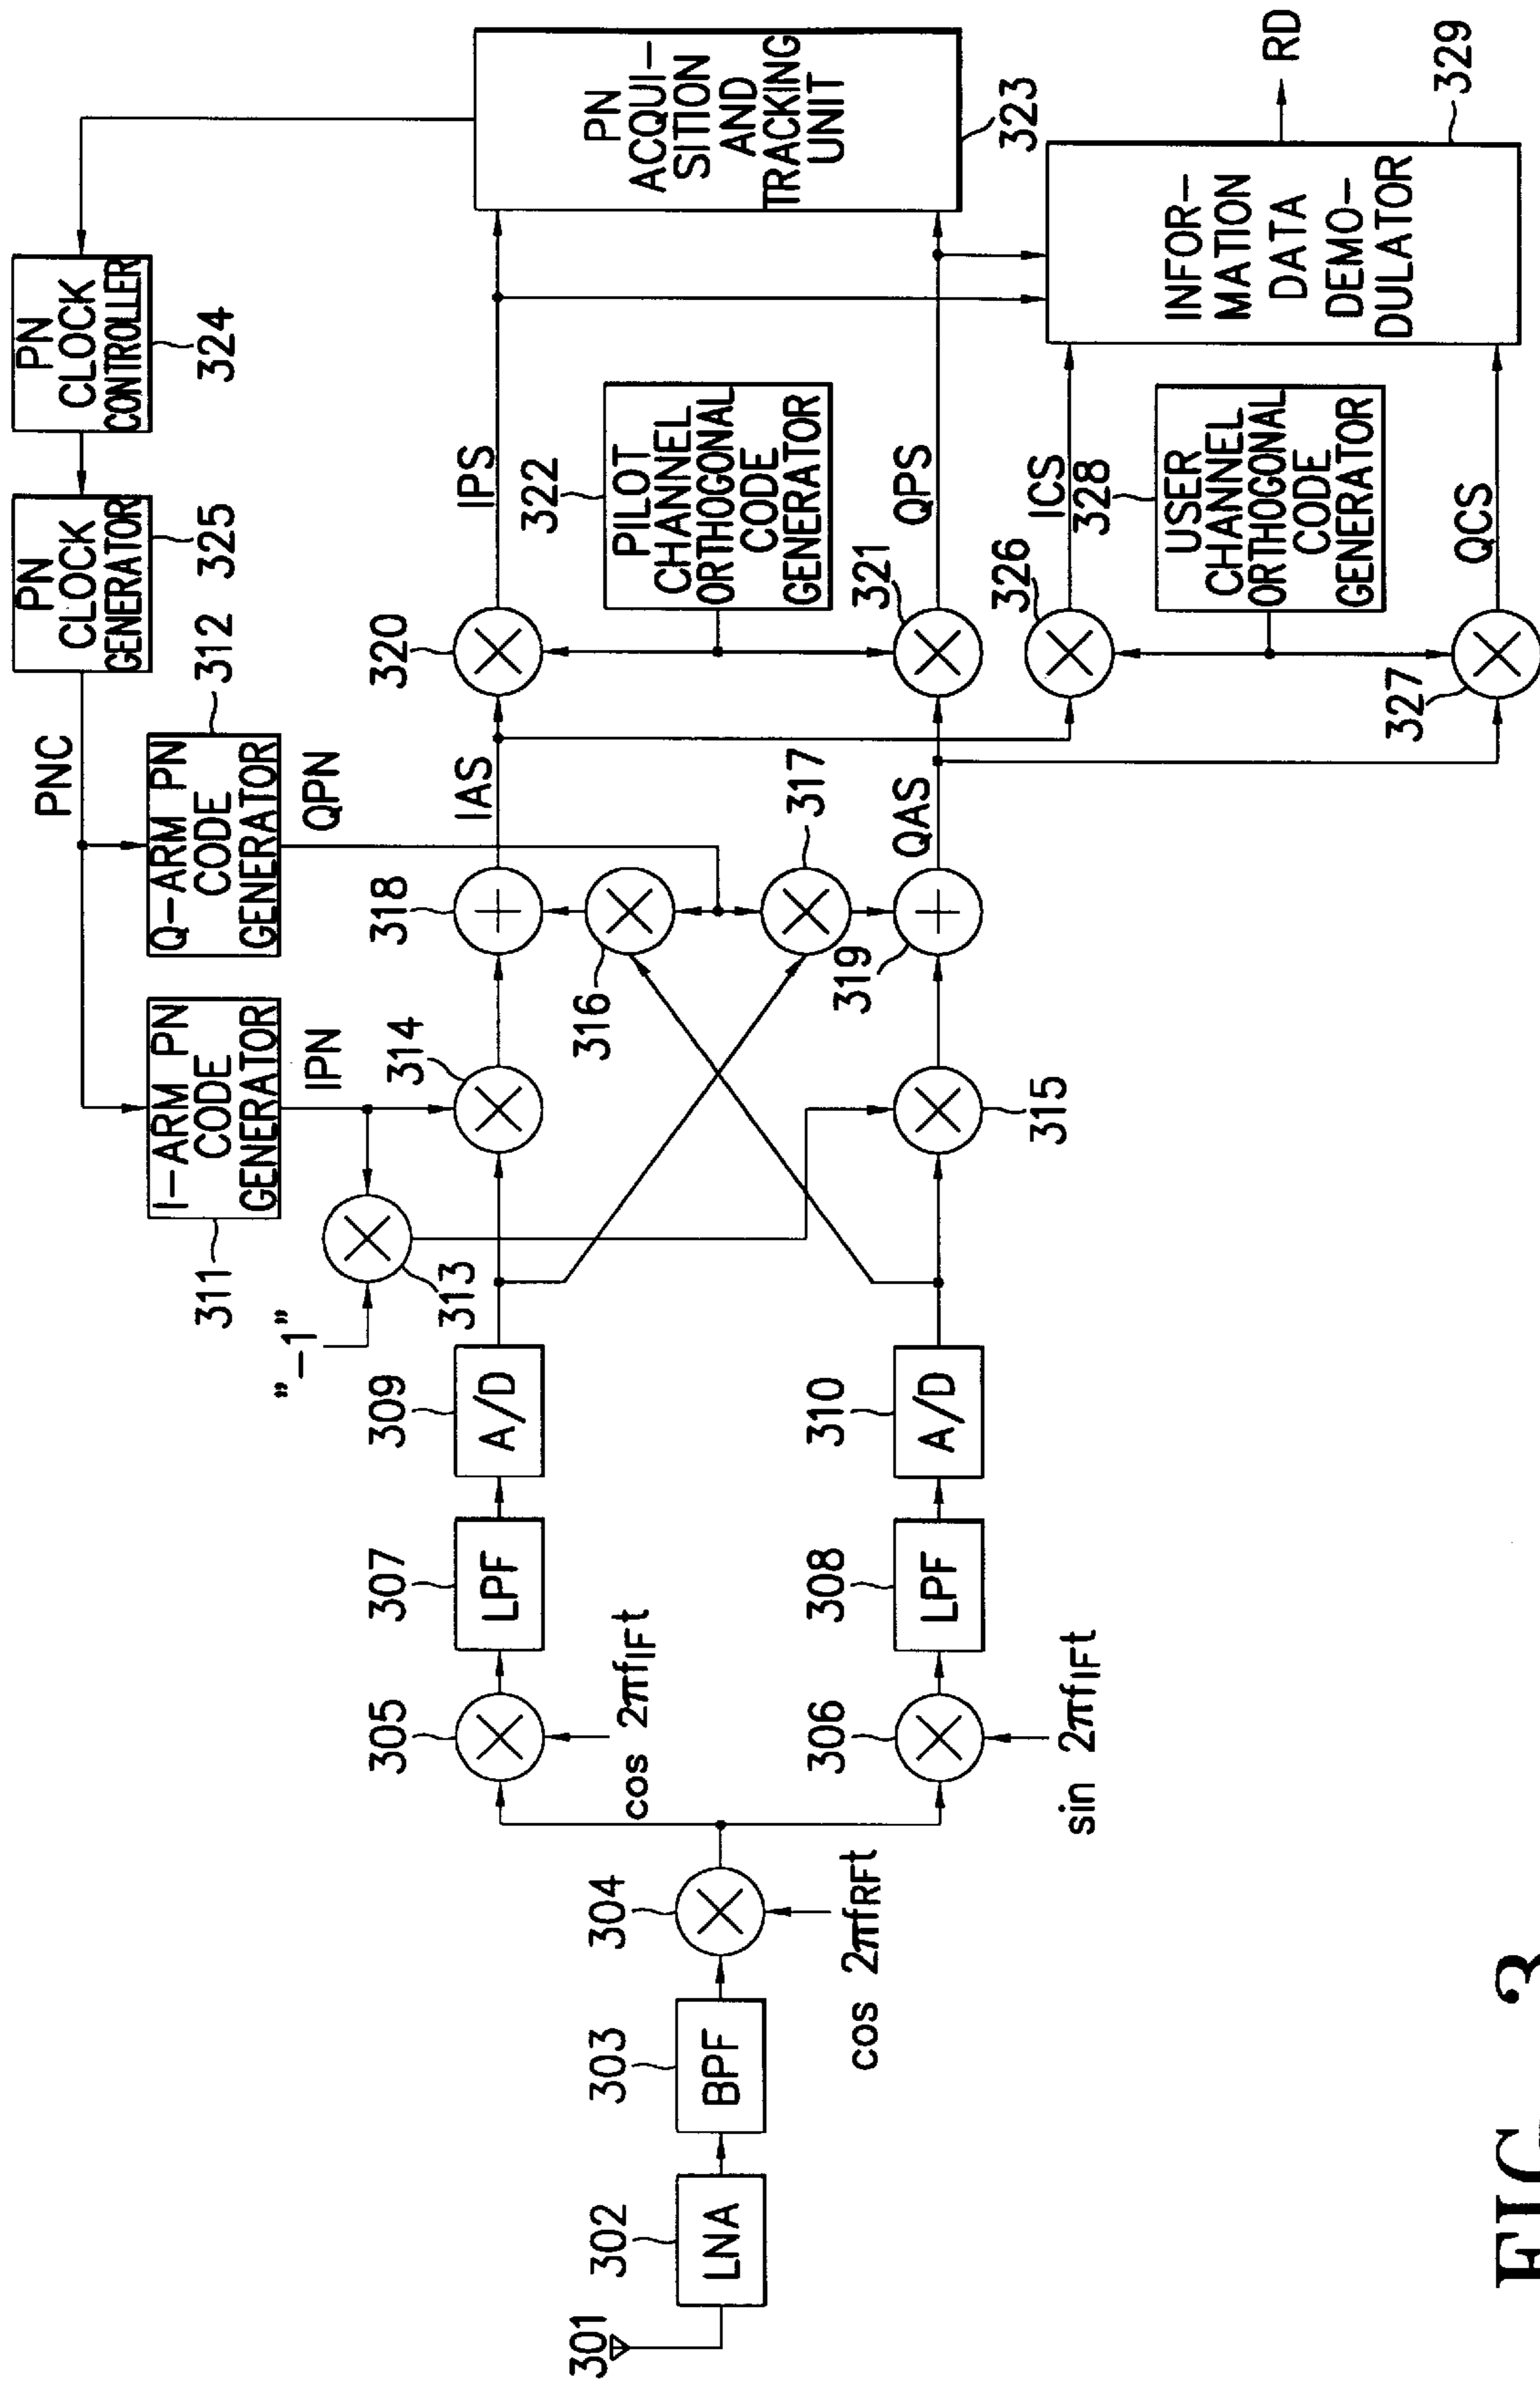 301
302
LNA
303
BPF
304
cos 2πfRFt
305
cos 2πfIFt
306
sin 2πfIFt
307
LPF
308
LPF
309
A/D
310
A/D
"-1"
313
311
I-ARM PN
CODE
GENERATOR
IPN
314
315
316
317
318
319
312
Q-ARM PN
CODE
GENERATOR
QPN
PNC
IAS
QAS
325
PN
CLOCK
GENERATOR
324
PN
CLOCK
CONTROLLER
320
321
IPS
322
PILOT
CHANNEL
ORTHOGONAL
CODE
GENERATOR
QPS
326
327
ICS
328
USER
CHANNEL
ORTHOGONAL
CODE
GENERATOR
QCS
PN
ACQUI-
SITION
AND
TRACKING
UNIT
323
INFOR-
MATION
DATA
DEMO-
DULATOR
329
RD
FIG. 3